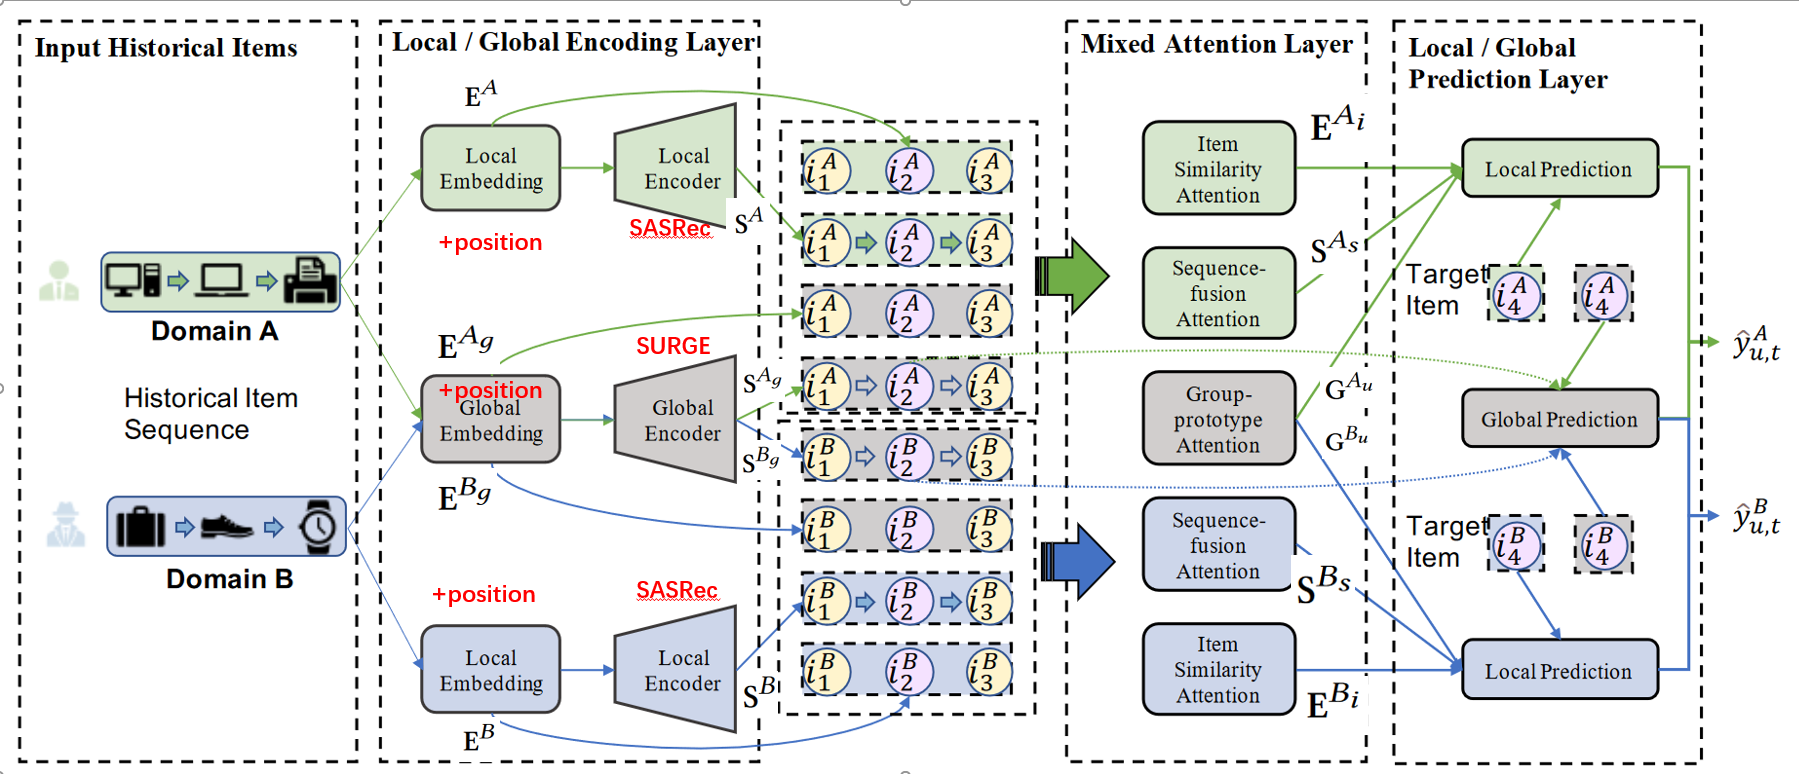 Input Historical Items
Domain A
Historical Item
Sequence
Domain B
Local / Global Encoding Layer
E^A
Local
Embedding
Local
Encoder
SASRec
S^A
+position
E^{A_g}
SURGE
+position
Global
Embedding
Global
Encoder
S^{A_g}
S^{B_g}
E^{B_g}
+position
SASRec
Local
Embedding
Local
Encoder
S^B
E^B
i_1^A i_2^A i_3^A
i_1^A i_2^A i_3^A
i_1^A i_2^A i_3^A
i_1^A i_2^A i_3^A
i_1^B i_2^B i_3^B
i_1^B i_2^B i_3^B
i_1^B i_2^B i_3^B
i_1^B i_2^B i_3^B
Mixed Attention Layer
Item
Similarity
Attention
E^{A_i}
Sequence-
fusion
Attention
S^{A_s}
Group-
prototype
Attention
G^{A_u}
G^{B_u}
Sequence-
fusion
Attention
S^{B_s}
Item
Similarity
Attention
E^{B_i}
Local / Global
Prediction Layer
Local Prediction
Target
Item
i_4^A i_4^A
Global Prediction
Target
Item
i_4^B i_4^B
Local Prediction
ŷ_{u,t}^A
ŷ_{u,t}^B